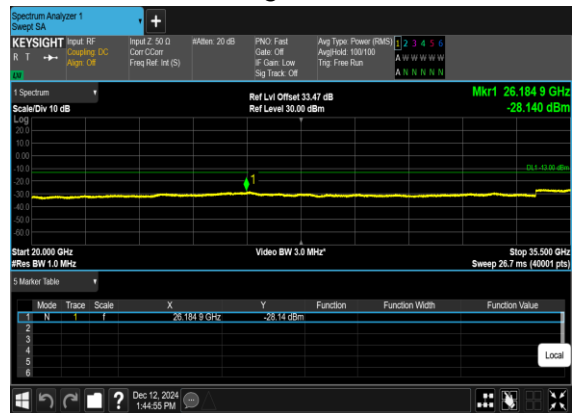 Spectrum Analyzer 1
Swept SA
+
KEYSIGHT Input: RF Input Z: 50 Ω #Atten: 20 dB PNO: Fast Avg Type: Power (RMS) 1 2 3 4 5 6
R T Coupling: DC Corr CCorr Gate: Off Avg|Hold: 100/100 A W W W W W
Align: Off Freq Ref: Int (S) IF Gain: Low Trig: Free Run
LV Sig Track: Off A N N N N N
1 Spectrum Ref Lvl Offset 33.47 dB Mkr1 26.184 9 GHz
Scale/Div 10 dB Ref Level 30.00 dBm -28.140 dBm
Log
20.0
10.0
0.00
-10.0 DL1 -13.00 dBm
-20.0 1
-30.0
-40.0
-50.0
-60.0
Start 20.000 GHz Video BW 3.0 MHz* Stop 35.500 GHz
#Res BW 1.0 MHz Sweep 26.7 ms (40001 pts)
5 Marker Table
Mode Trace Scale X Y Function Function Width Function Value
1 N 1 f 26.184 9 GHz -28.14 dBm
2
3
4
5
6
Local
? Dec 12, 2024
1:44:55 PM